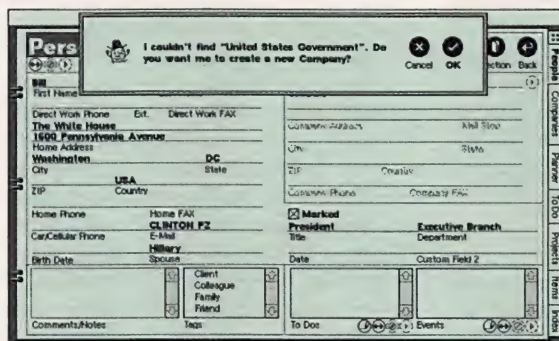 I couldn't find "United States Government". Do
you want me to create a new Company?
Cancel OK
Pers
ction Back
Bill
First Name
Direct Work Phone Ext. Direct Work FAX
The White House
1600 Pennsylvania Avenue
Home Address
Washington DC
City State
USA
ZIP Country
Home Phone Home FAX
CLINTON PZ
Car/Cellular Phone E-Mail
Hillary
Birth Date Spouse
Company Address Mail Stop
City State
ZIP Country
Company Phone Company FAX
Marked
President Executive Branch
Title Department
Date Custom Field 2
Client
Colleague
Family
Friend
Comments/Notes Tags To Dos Events
People Companies Planner To Do Projects Items Index